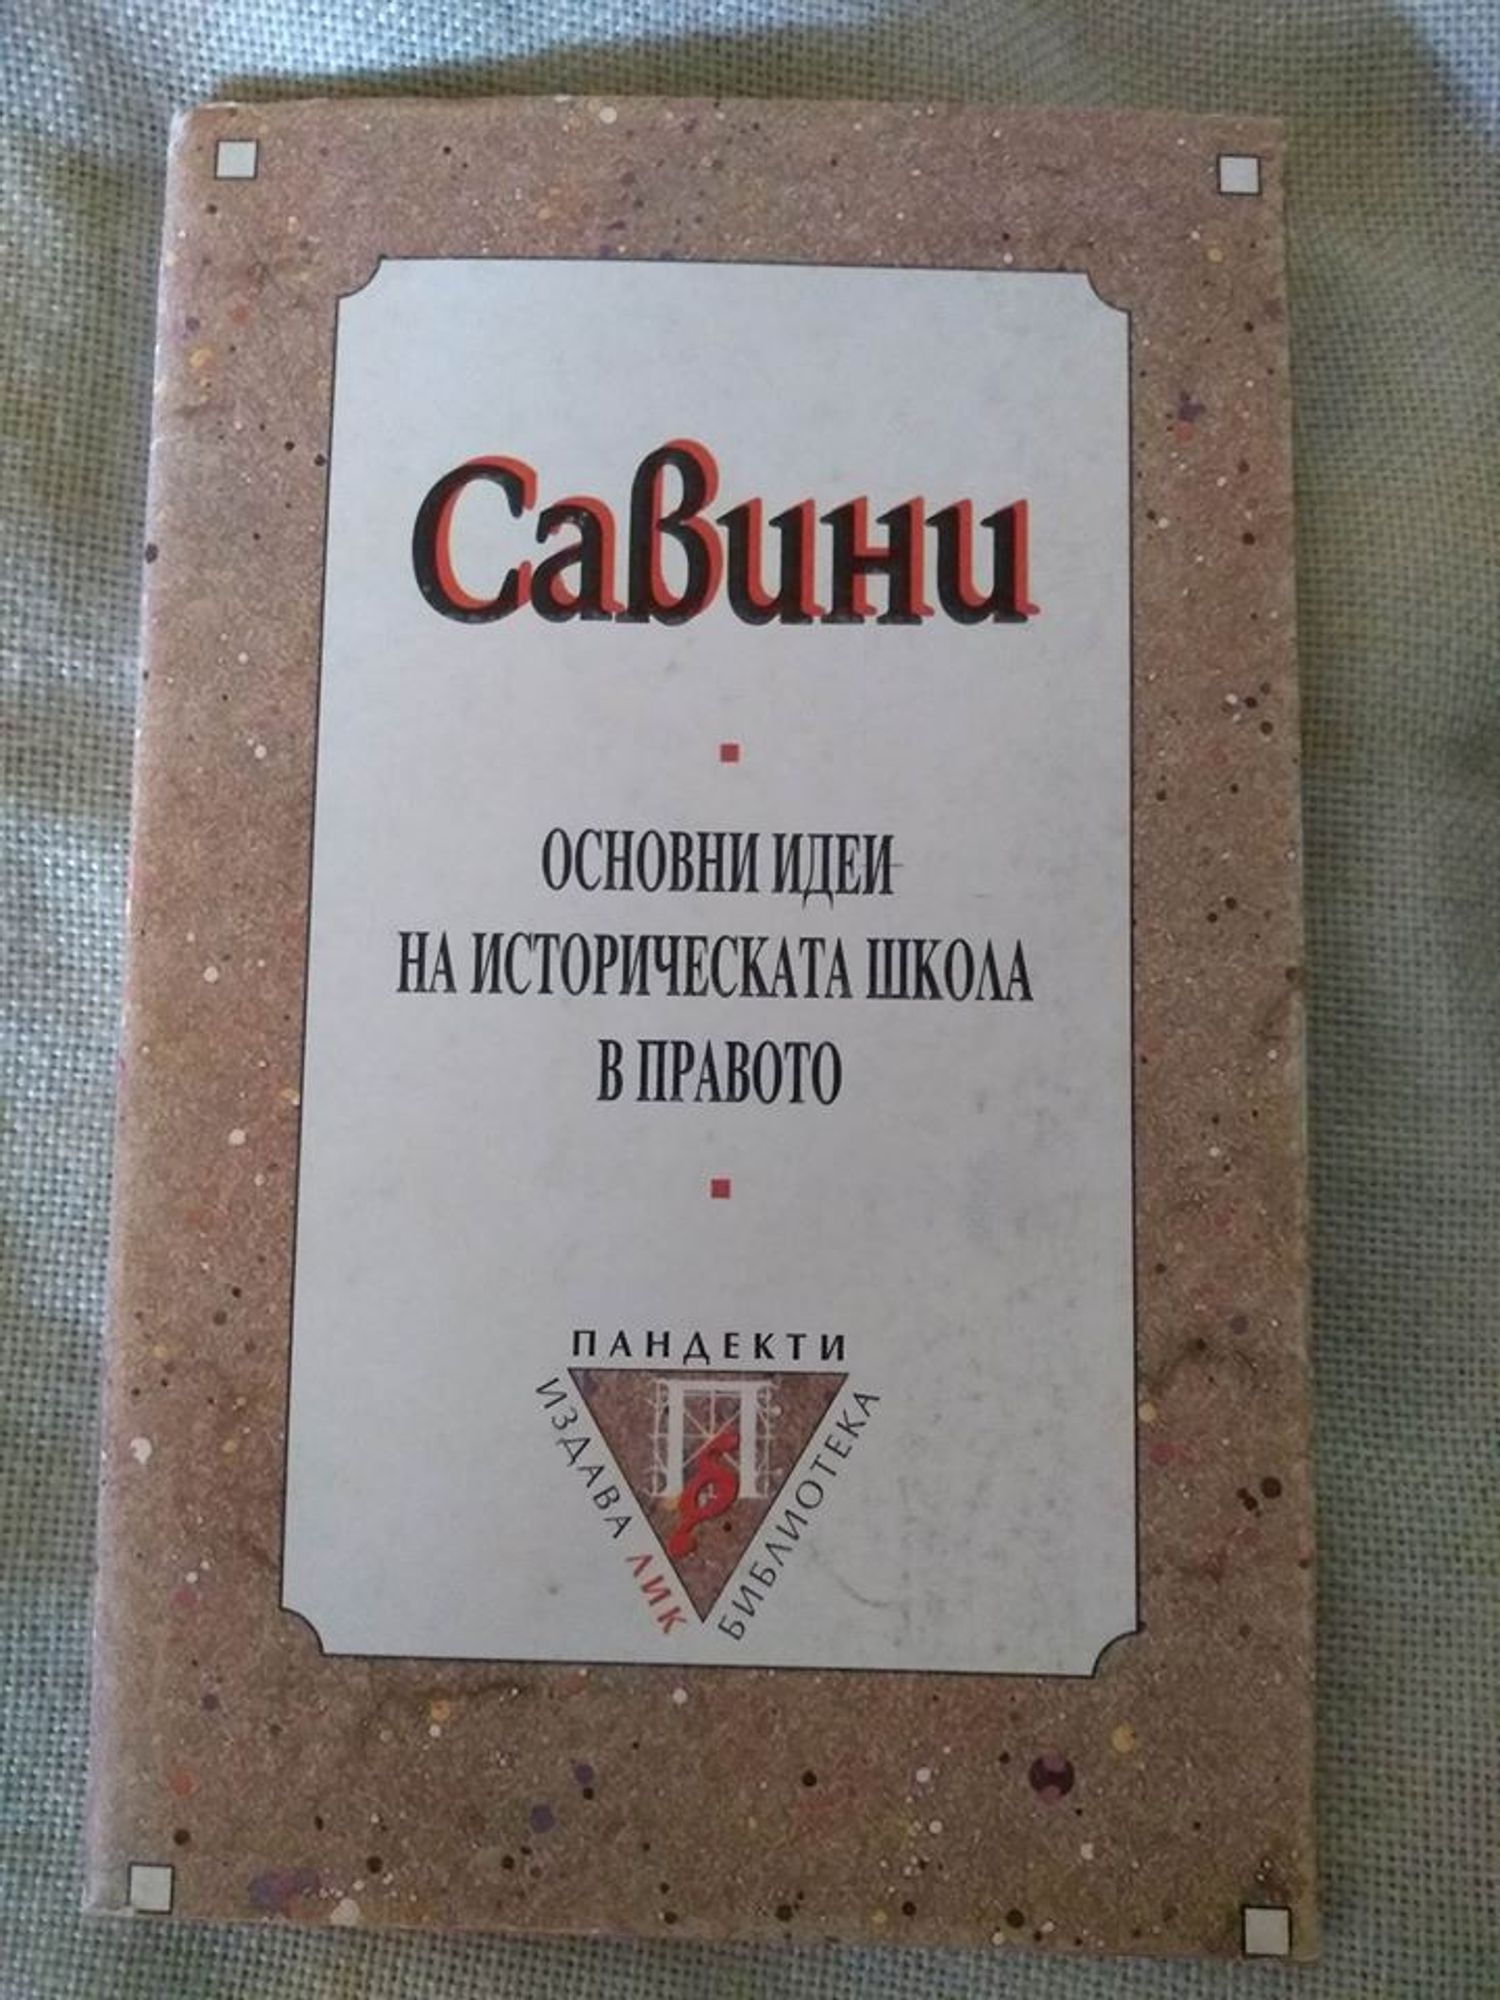 Савини
ОСНОВНИ ИДЕИ
НА ИСТОРИЧЕСКАТА ШКОЛА
В ПРАВОТО
ПАНДЕКТИ
ИЗДАВА ЛИК
БИБЛИОТЕКА